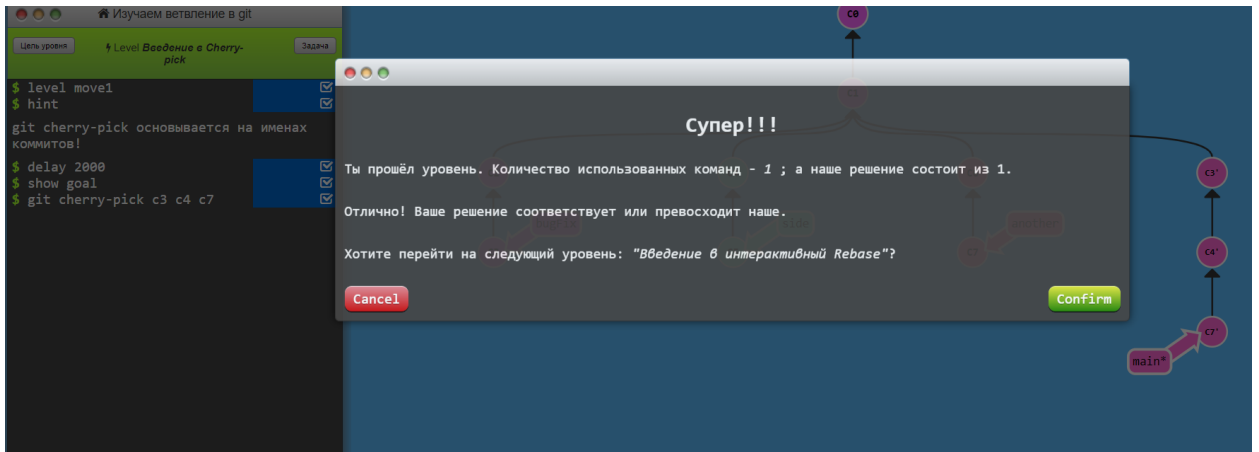 Изучаем ветвление в git
Цель уровня
Level Введение в Cherry-pick
Задача
$ level move1
$ hint
git cherry-pick основывается на именах
коммитов!
$ delay 2000
$ show goal
$ git cherry-pick c3 c4 c7
Супер!!!
Ты прошёл уровень. Количество использованных команд - 1 ; а наше решение состоит из 1.
Отлично! Ваше решение соответствует или превосходит наше.
Хотите перейти на следующий уровень: "Введение в интерактивный Rebase"?
Cancel
Confirm
C0
C1
side
C3'
C4'
C7'
main*